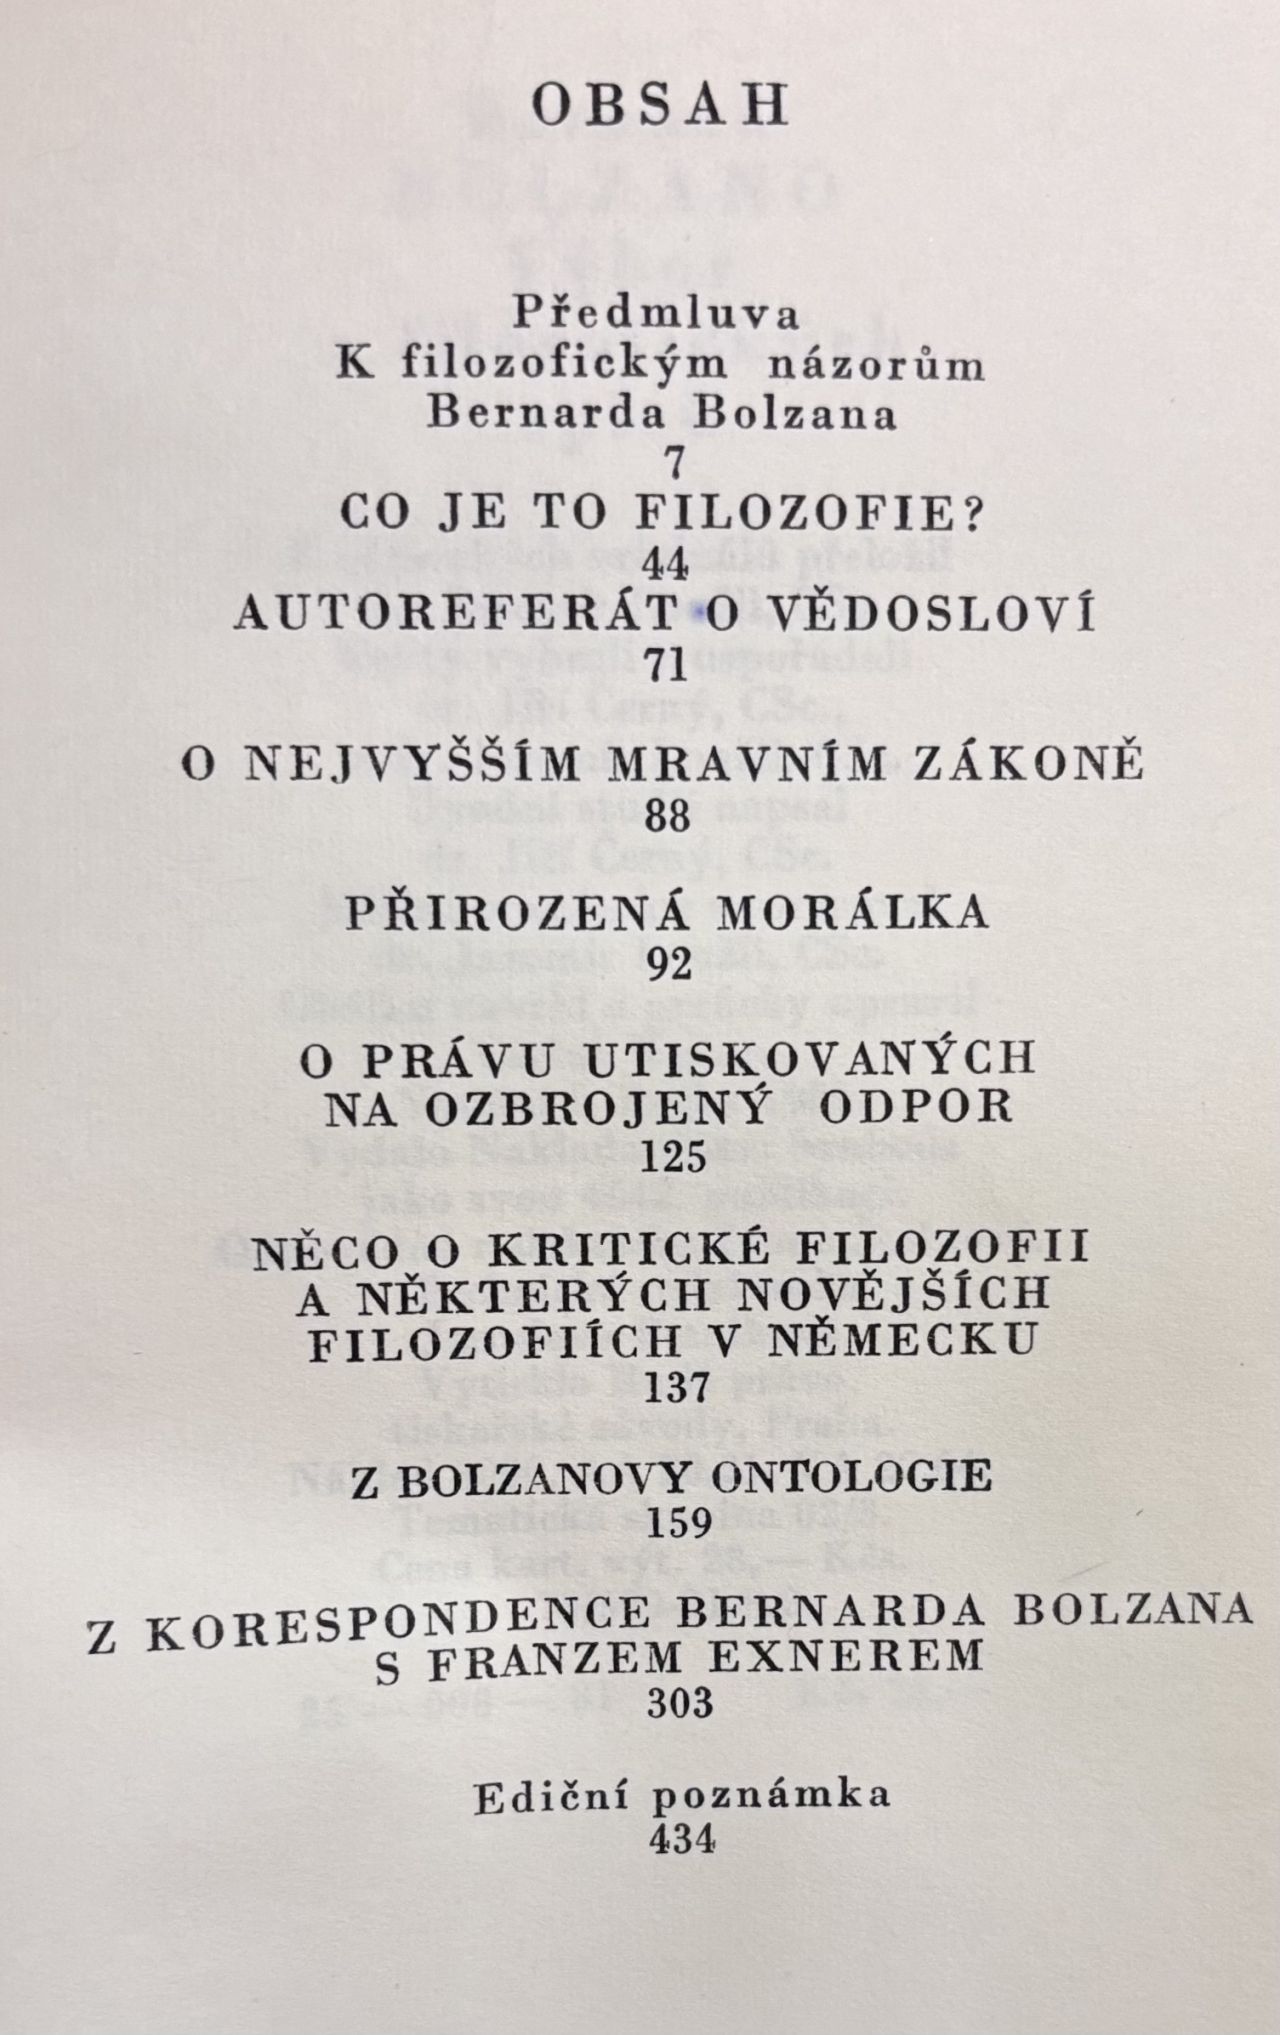 OBSAH
Předmluva
K filozofickým názorům
Bernarda Bolzana
7
CO JE TO FILOZOFIE?
44
AUTOREFERÁT O VĚDOSLOVÍ
71
O NEJVYŠŠÍM MRAVNÍM ZÁKONĚ
88
PŘIROZENÁ MORÁLKA
92
O PRÁVU UTISKOVANÝCH
NA OZBROJENÝ ODPOR
125
NĚCO O KRITICKÉ FILOZOFII
A NĚKTERÝCH NOVĚJŠÍCH
FILOZOFIÍCH V NĚMECKU
137
Z BOLZANOVY ONTOLOGIE
159
Z KORESPONDENCE BERNARDA BOLZANA
S FRANZEM EXNEREM
303
Ediční poznámka
434